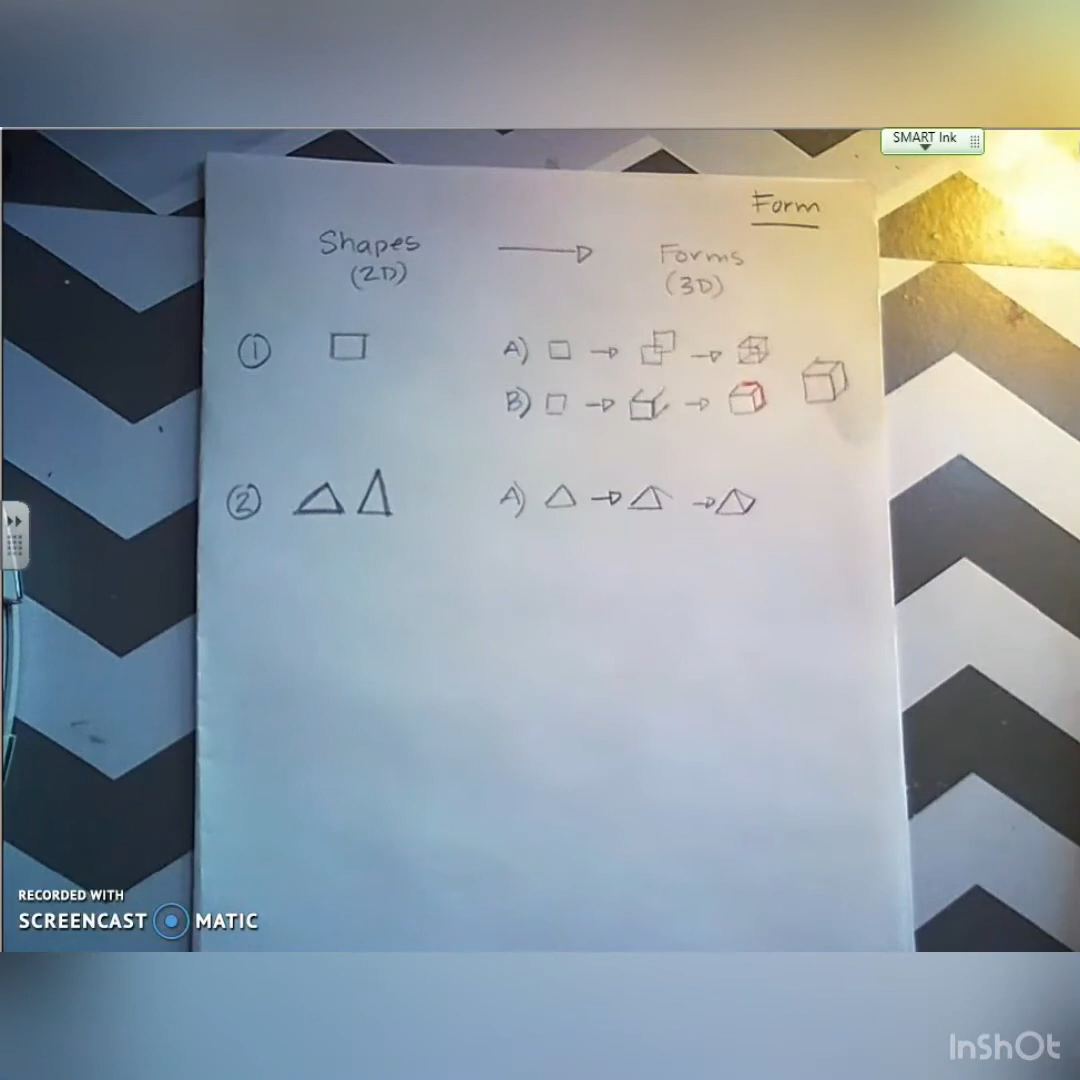 SMART Ink
Form
Shapes
(2D)
Forms
(3D)
1
A)
B)
2
A)
RECORDED WITH
SCREENCAST MATIC
InShOt